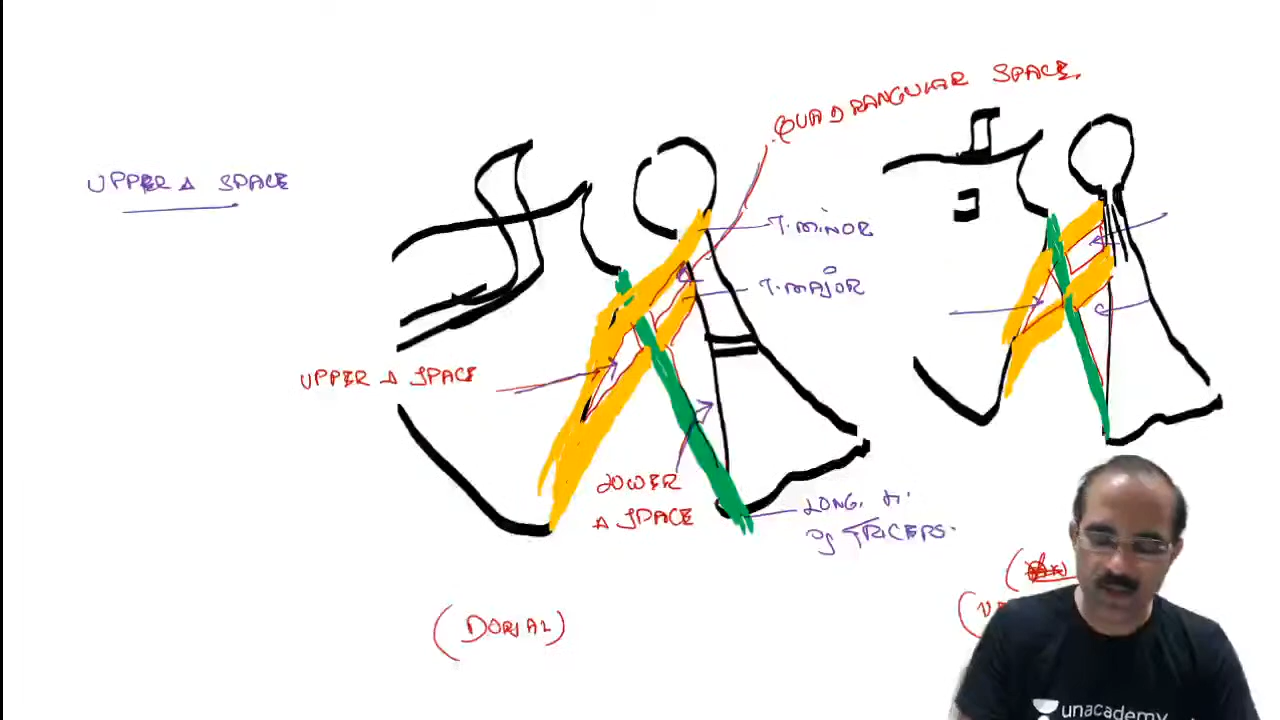 QUADRANGULAR SPACE.
UPPER Δ SPACE
T. MINOR
T. MAJOR
UPPER Δ SPACE
LOWER
Δ SPACE
LONG. H.
OF TRICEPS.
(DORSAL)
unacademy